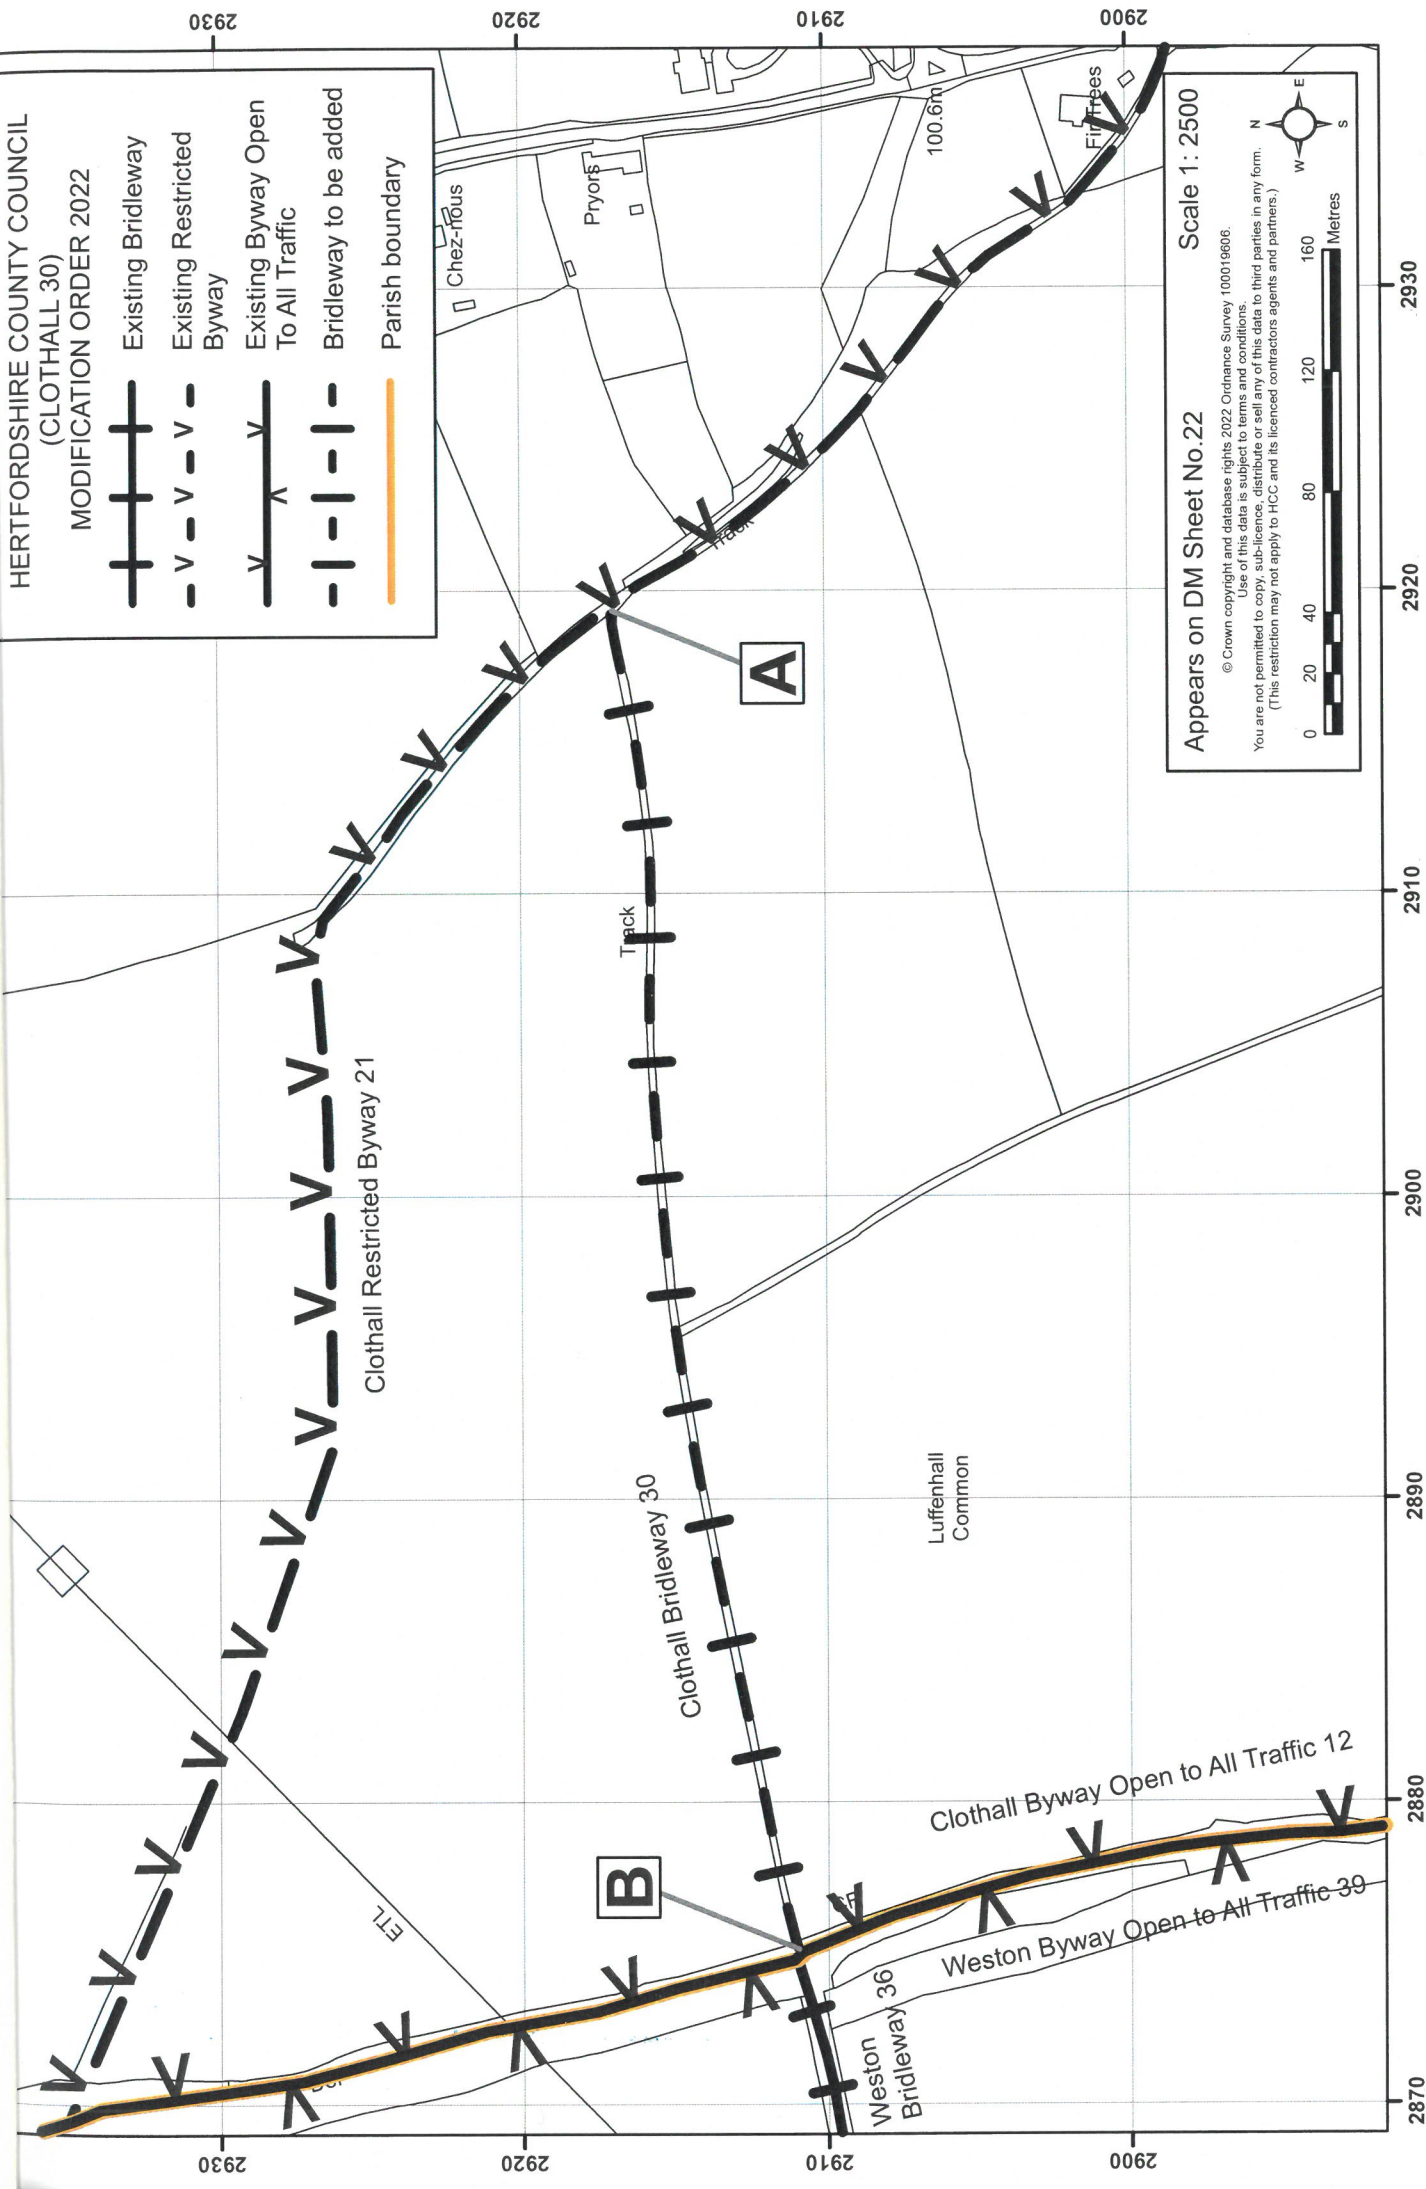 HERTFORDSHIRE COUNTY COUNCIL
(CLOTHALL 30)
MODIFICATION ORDER 2022
Existing Bridleway
Existing Restricted
Byway
Existing Byway Open
To All Traffic
Bridleway to be added
Parish boundary
2930
2920
2910
2900
Chez-nous
Pryors
100.6m
Fir Trees
Track
A
Track
Clothall Restricted Byway 21
Clothall Bridleway 30
Luffenhall
Common
ETL
B
CF
Clothall Byway Open to All Traffic 12
Weston Byway Open to All Traffic 39
Weston
Bridleway 36
Appears on DM Sheet No.22
Scale 1: 2500
© Crown copyright and database rights 2022 Ordnance Survey 100019606.
Use of this data is subject to terms and conditions.
You are not permitted to copy, sub-licence, distribute or sell any of this data to third parties in any form.
(This restriction may not apply to HCC and its licenced contractors agents and partners.)
0 20 40 80 120 160
Metres
N
W E
S
2870 2880 2890 2900 2910 2920 2930
2930
2920
2910
2900